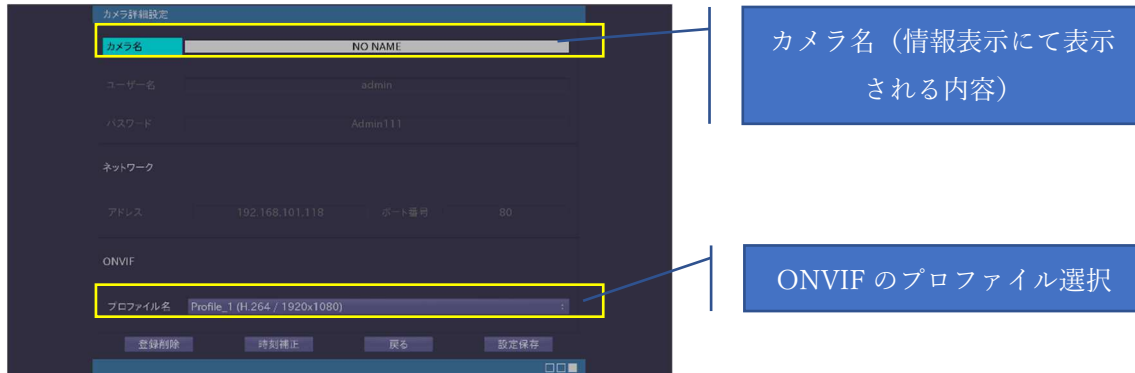 カメラ詳細設定
カメラ名 NO NAME
ユーザー名 admin
パスワード Admin111
ネットワーク
アドレス 192.168.101.118 ポート番号 80
ONVIF
プロファイル名 Profile_1 (H.264 / 1920x1080)
登録削除 時刻補正 戻る 設定保存
カメラ名（情報表示にて表示
される内容）
ONVIF のプロファイル選択